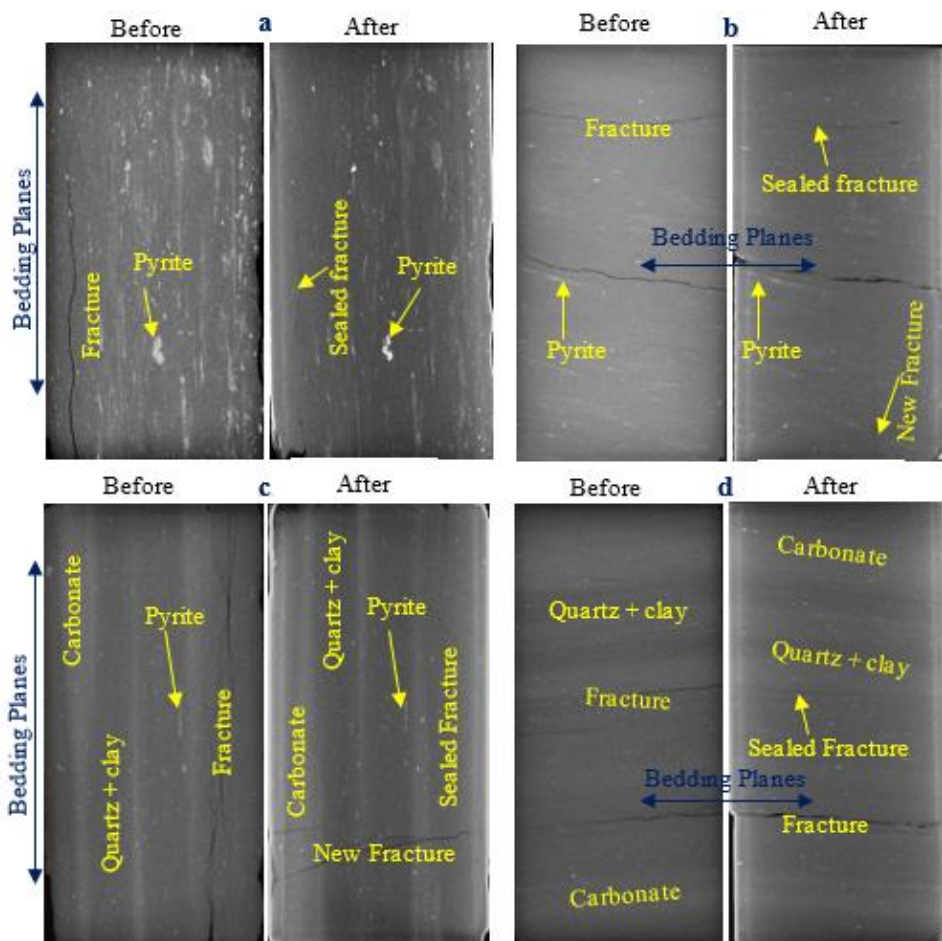 Before
a
After
Bedding Planes
Fracture
Pyrite
Sealed fracture
Pyrite
Before
b
After
Fracture
Sealed fracture
Bedding Planes
Pyrite
Pyrite
New Fracture
Before
c
After
Bedding Planes
Carbonate
Quartz + clay
Pyrite
Fracture
Quartz + clay
Carbonate
Pyrite
Sealed Fracture
New Fracture
Before
d
After
Quartz + clay
Fracture
Carbonate
Carbonate
Quartz + clay
Sealed Fracture
Bedding Planes
Fracture